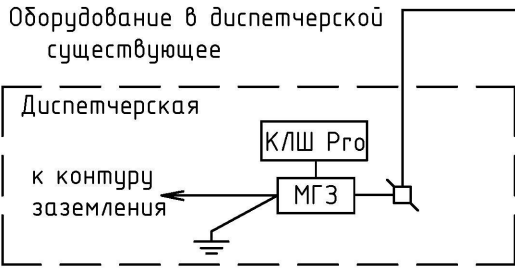 Оборудование в диспетчерской
существующее
Диспетчерская
КЛШ Pro
к контуру
заземления
МГЗ